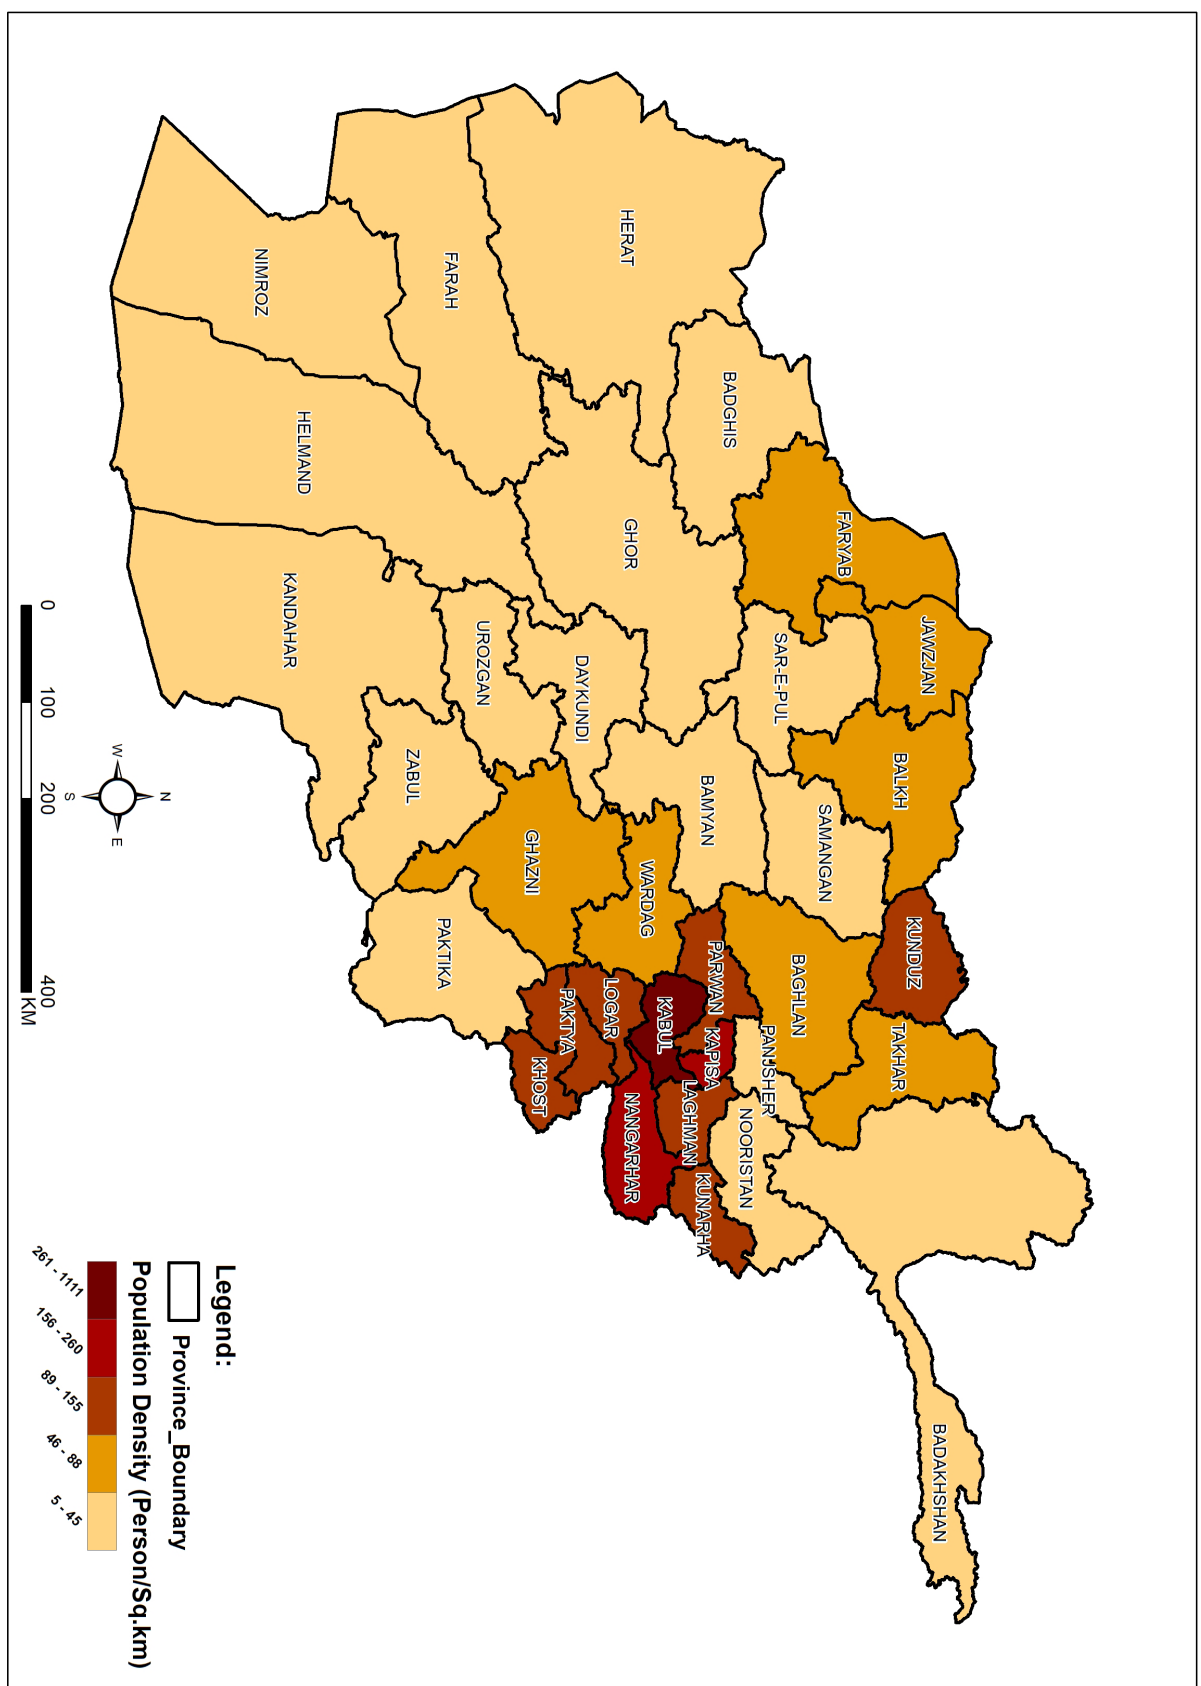 HERAT
BADGHIS
FARYAB
JAWZJAN
BALKH
KUNDUZ
TAKHAR
BADAKHSHAN
SAR-E-PUL
SAMANGAN
BAGHLAN
PANJSHER
NOORISTAN
GHOR
BAMYAN
PARWAN
KAPISA
LAGHMAN
KUNARHA
FARAH
DAYKUNDI
WARDAG
KABUL
LOGAR
NANGARHAR
UROZGAN
GHAZNI
PAKTYA
KHOST
NIMROZ
HELMAND
KANDAHAR
ZABUL
PAKTIKA
N
W
E
S
0 100 200 400
KM
Legend:
Province_Boundary
Population Density (Person/Sq.km)
261 - 1111
156 - 260
89 - 155
46 - 88
5 - 45